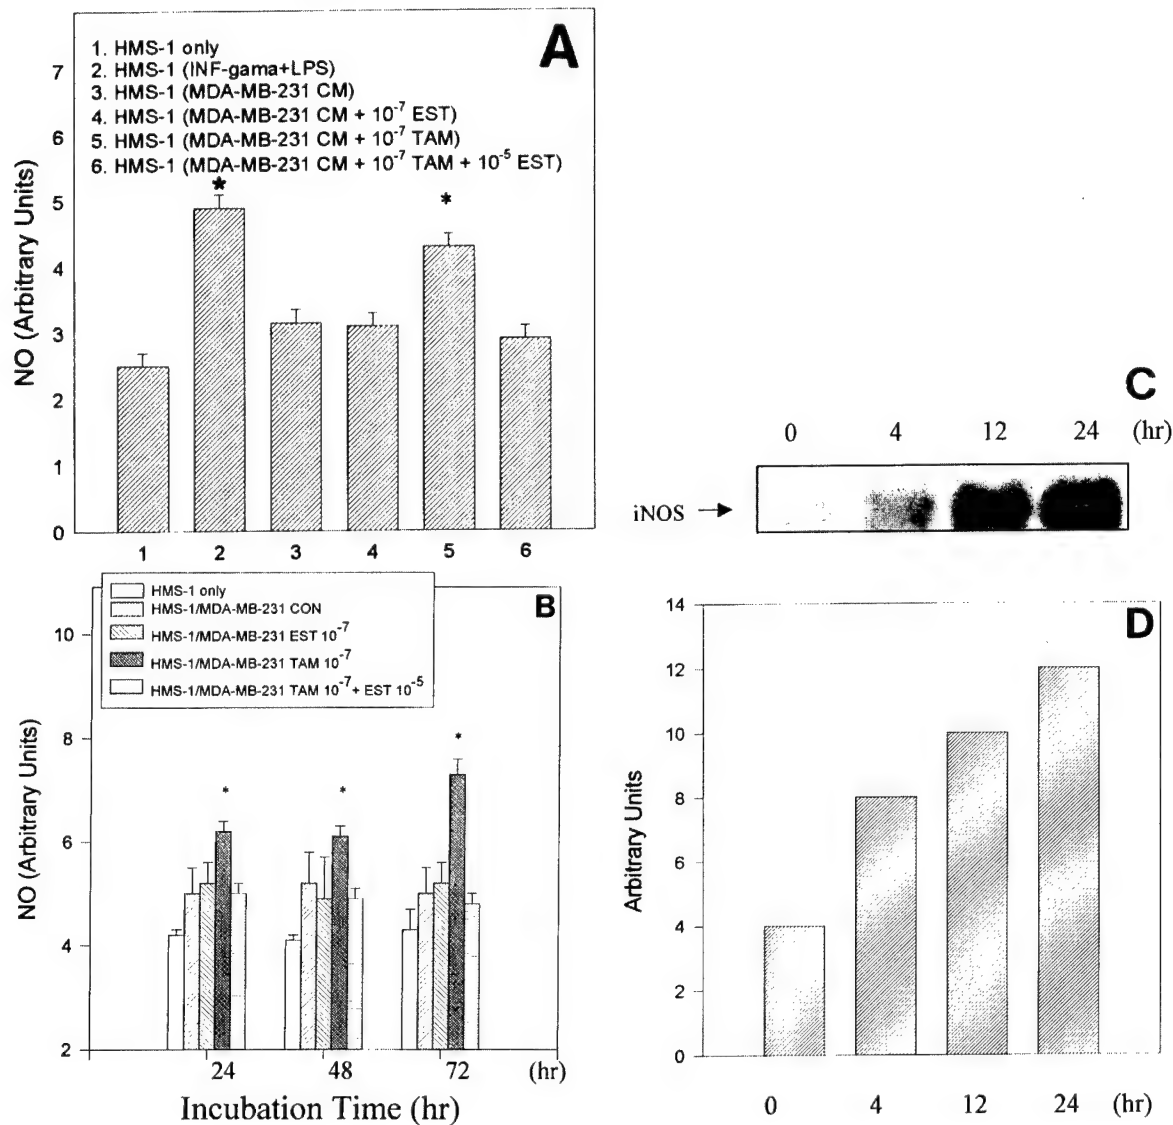 A
1. HMS-1 only
2. HMS-1 (INF-gama+LPS)
3. HMS-1 (MDA-MB-231 CM)
4. HMS-1 (MDA-MB-231 CM + 10⁻⁷ EST)
5. HMS-1 (MDA-MB-231 CM + 10⁻⁷ TAM)
6. HMS-1 (MDA-MB-231 CM + 10⁻⁷ TAM + 10⁻⁵ EST)
* *
NO (Arbitrary Units)
7
6
5
4
3
2
1
0
1 2 3 4 5 6
B
HMS-1 only
HMS-1/MDA-MB-231 CON
HMS-1/MDA-MB-231 EST 10⁻⁷
HMS-1/MDA-MB-231 TAM 10⁻⁷
HMS-1/MDA-MB-231 TAM 10⁻⁷ + EST 10⁻⁵
* * *
NO (Arbitrary Units)
10
8
6
4
2
24 48 72 (hr)
Incubation Time (hr)
C
0 4 12 24 (hr)
iNOS →
D
Arbitrary Units
14
12
10
8
6
4
2
0
0 4 12 24 (hr)